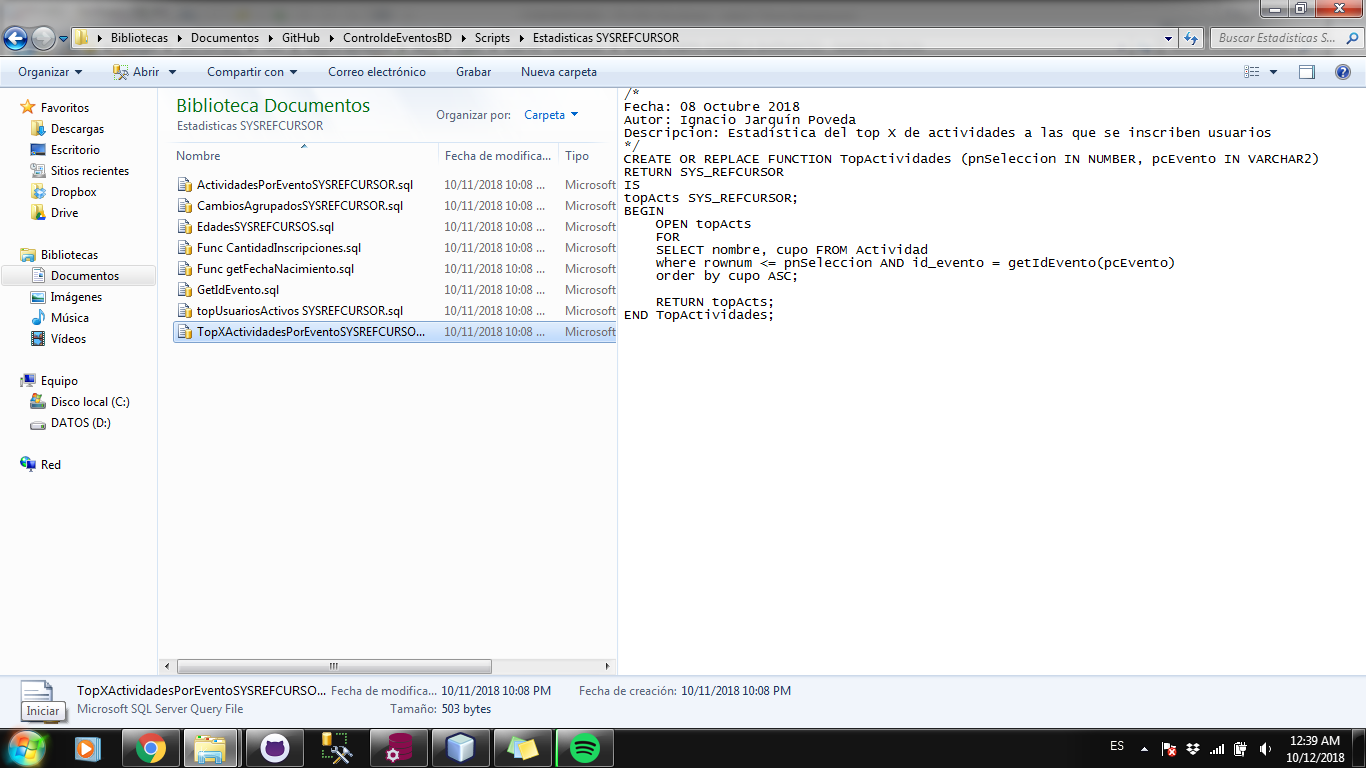 Bibliotecas
Documentos
GitHub
ControldeEventosBD
Scripts
Estadisticas SYSREFCURSOR
Buscar Estadisticas S...
Organizar
Abrir
Compartir con
Correo electrónico
Grabar
Nueva carpeta
Favoritos
Descargas
Escritorio
Sitios recientes
Dropbox
Drive
Bibliotecas
Documentos
Imágenes
Música
Vídeos
Equipo
Disco local (C:)
DATOS (D:)
Red
Biblioteca Documentos
Estadisticas SYSREFCURSOR
Organizar por: Carpeta
Nombre Fecha de modifica... Tipo
ActividadesPorEventoSYSREFCURSOR.sql 10/11/2018 10:08 ... Microsoft
CambiosAgrupadosSYSREFCURSOR.sql 10/11/2018 10:08 ... Microsoft
EdadesSYSREFCURSOS.sql 10/11/2018 10:08 ... Microsoft
Func CantidadInscripciones.sql 10/11/2018 10:08 ... Microsoft
Func getFechaNacimiento.sql 10/11/2018 10:08 ... Microsoft
GetIdEvento.sql 10/11/2018 10:08 ... Microsoft
topUsuariosActivos SYSREFCURSOR.sql 10/11/2018 10:08 ... Microsoft
TopXActividadesPorEventoSYSREFCURSO... 10/11/2018 10:08 ... Microsoft
/*
Fecha: 08 Octubre 2018
Autor: Ignacio Jarquín Poveda
Descripcion: Estadística del top X de actividades a las que se inscriben usuarios
*/
CREATE OR REPLACE FUNCTION TopActividades (pnSeleccion IN NUMBER, pcEvento IN VARCHAR2)
RETURN SYS_REFCURSOR
IS
topActs SYS_REFCURSOR;
BEGIN
OPEN topActs
FOR
SELECT nombre, cupo FROM Actividad
where rownum <= pnSeleccion AND id_evento = getIdEvento(pcEvento)
order by cupo ASC;
RETURN topActs;
END TopActividades;
TopXActividadesPorEventoSYSREFCURSO... Fecha de modifica... 10/11/2018 10:08 PM Fecha de creación: 10/11/2018 10:08 PM
Microsoft SQL Server Query File Tamaño: 503 bytes
Iniciar
ES
12:39 AM
10/12/2018